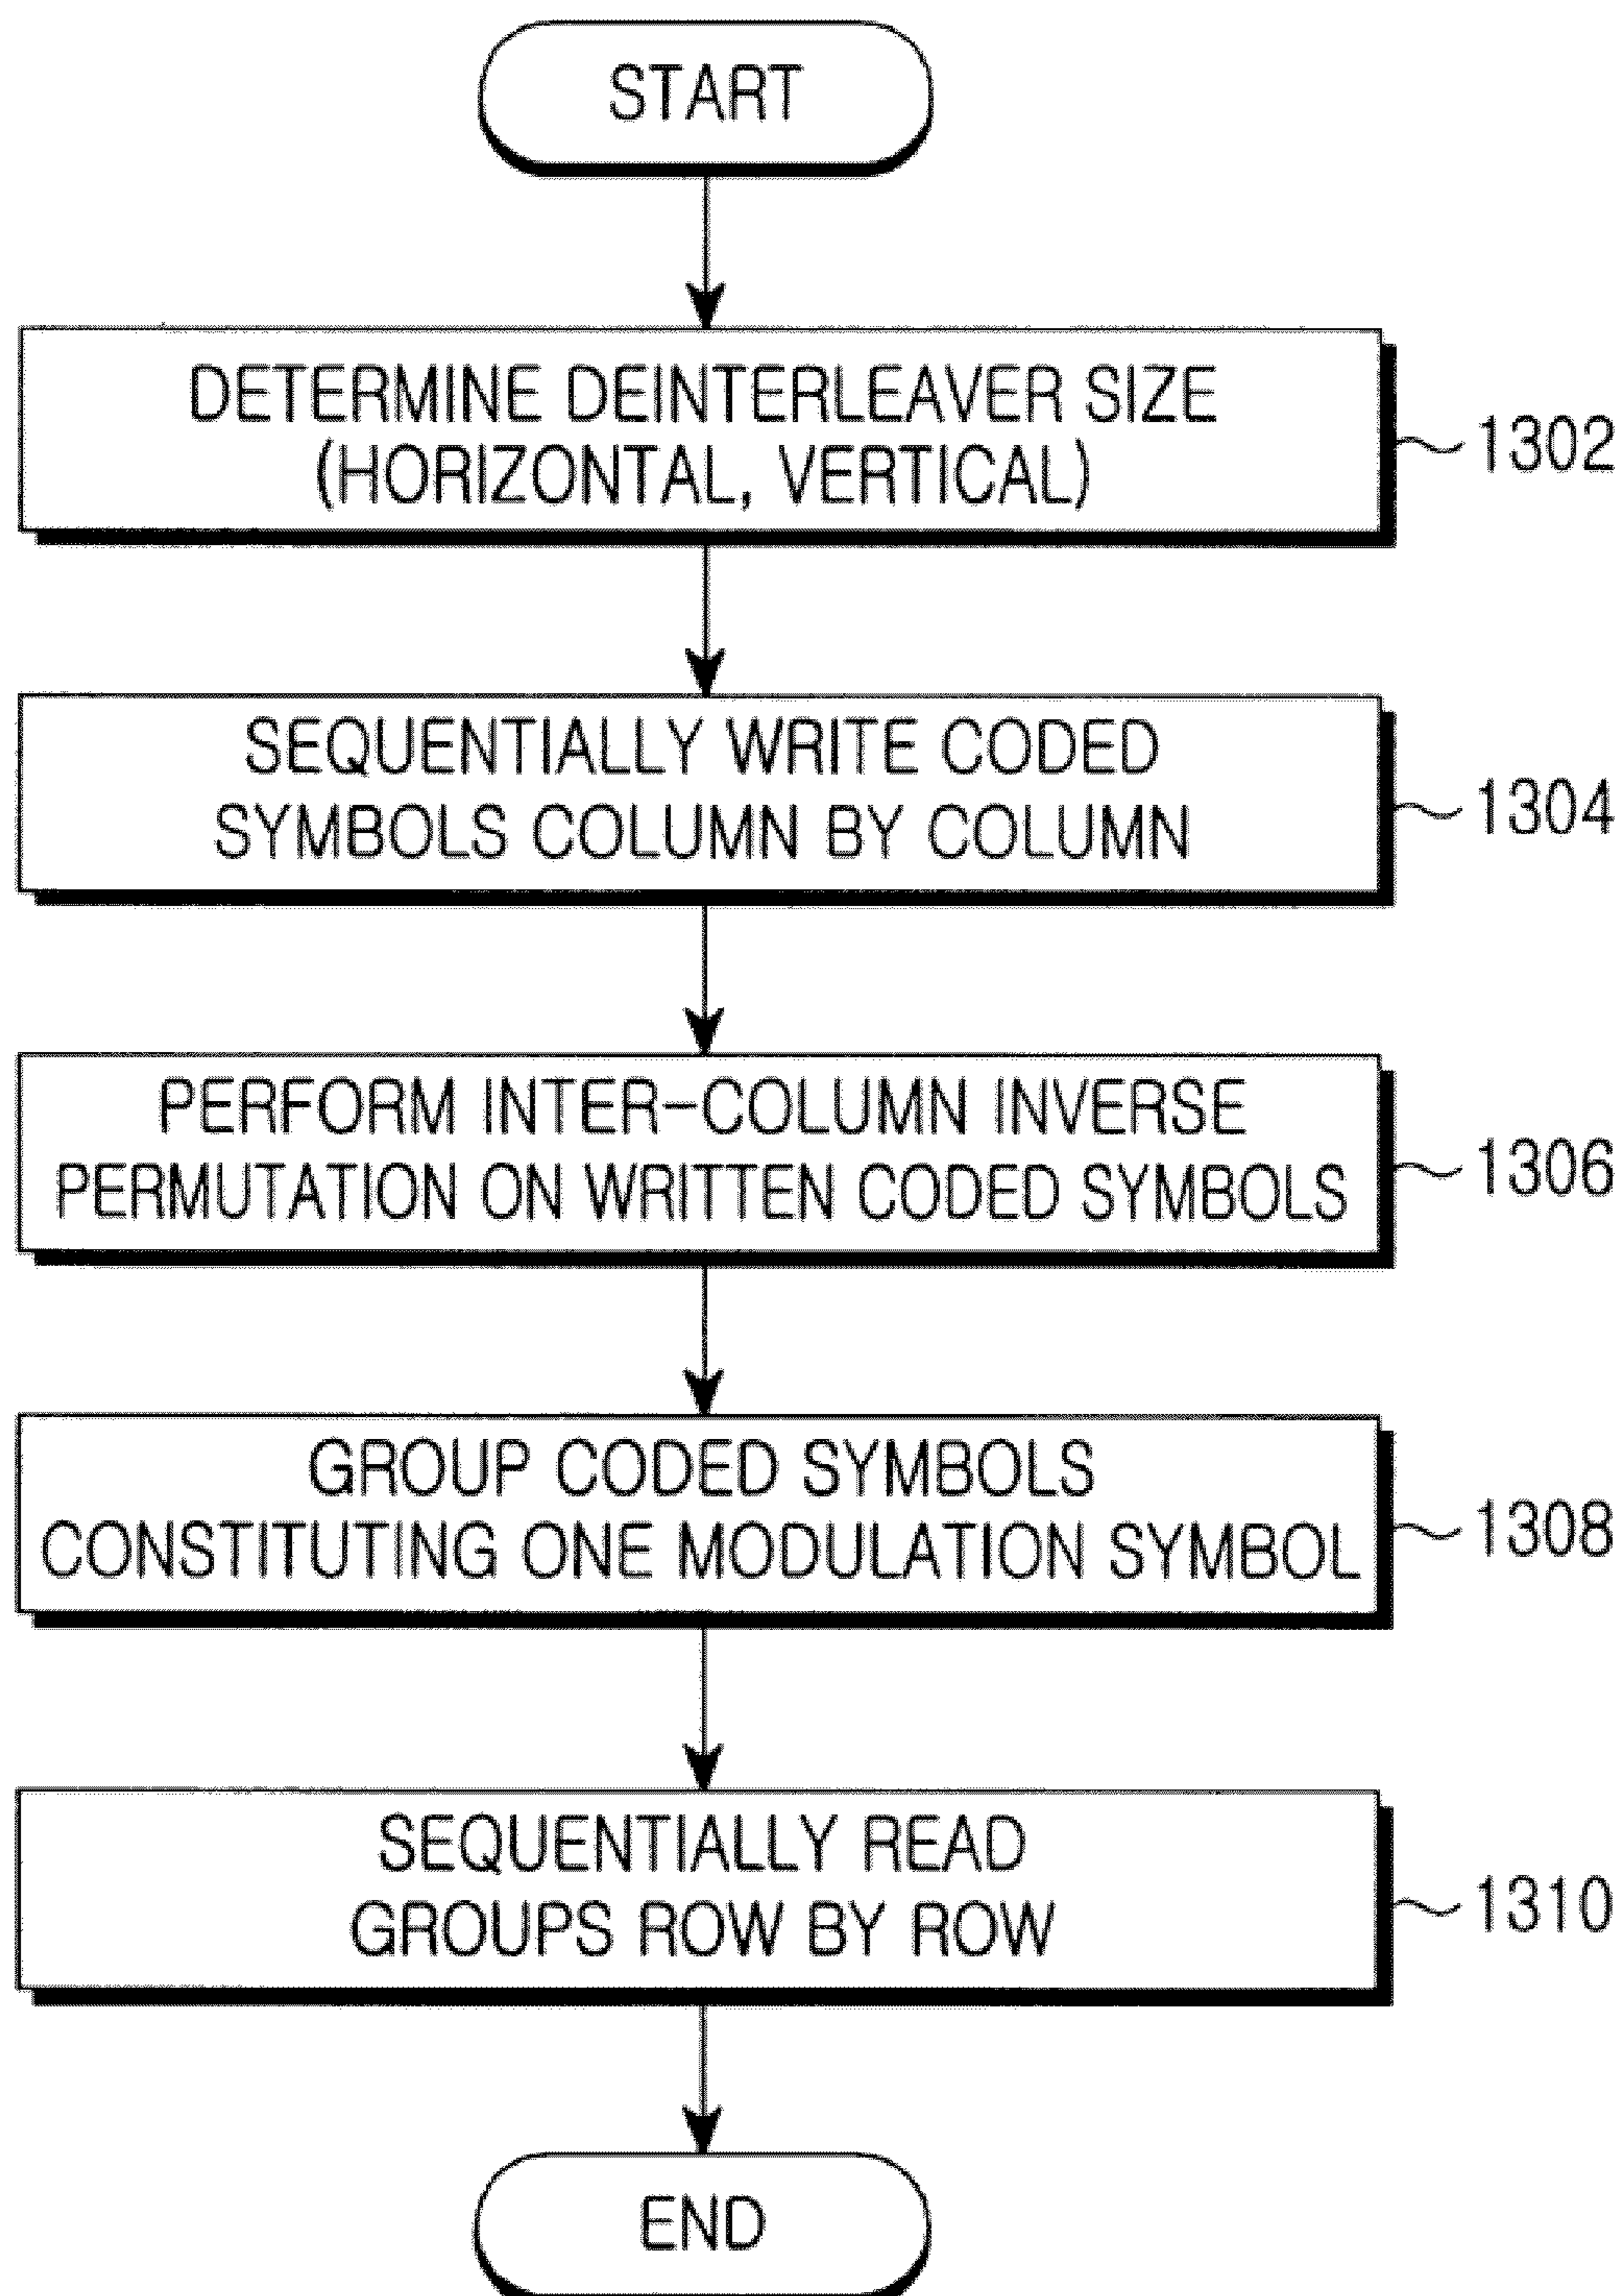 START
DETERMINE DEINTERLEAVER SIZE
(HORIZONTAL, VERTICAL)
1302
SEQUENTIALLY WRITE CODED
SYMBOLS COLUMN BY COLUMN
1304
PERFORM INTER-COLUMN INVERSE
PERMUTATION ON WRITTEN CODED SYMBOLS
1306
GROUP CODED SYMBOLS
CONSTITUTING ONE MODULATION SYMBOL
1308
SEQUENTIALLY READ
GROUPS ROW BY ROW
1310
END